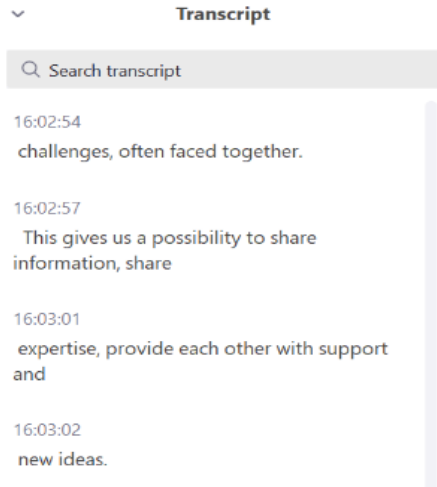 Transcript
Search transcript
16:02:54
challenges, often faced together.
16:02:57
This gives us a possibility to share
information, share
16:03:01
expertise, provide each other with support
and
16:03:02
new ideas.